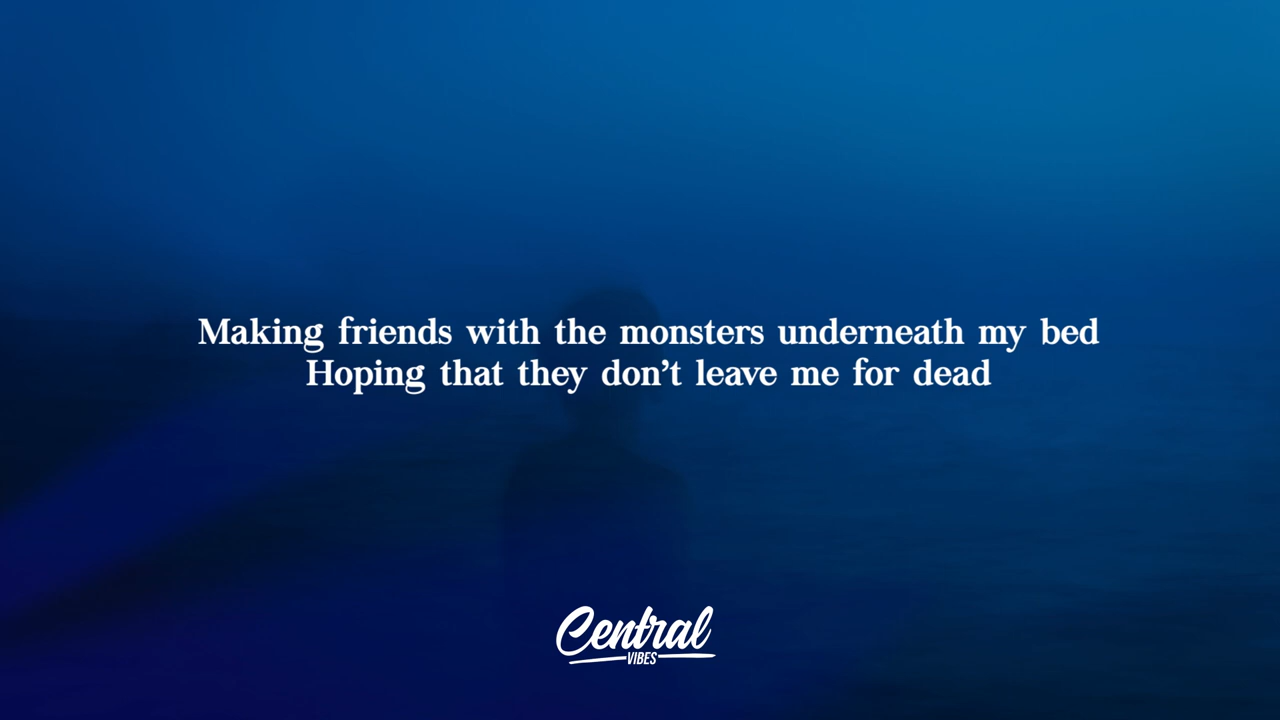 Making friends with the monsters underneath my bed
Hoping that they don’t leave me for dead
Central
VIBES